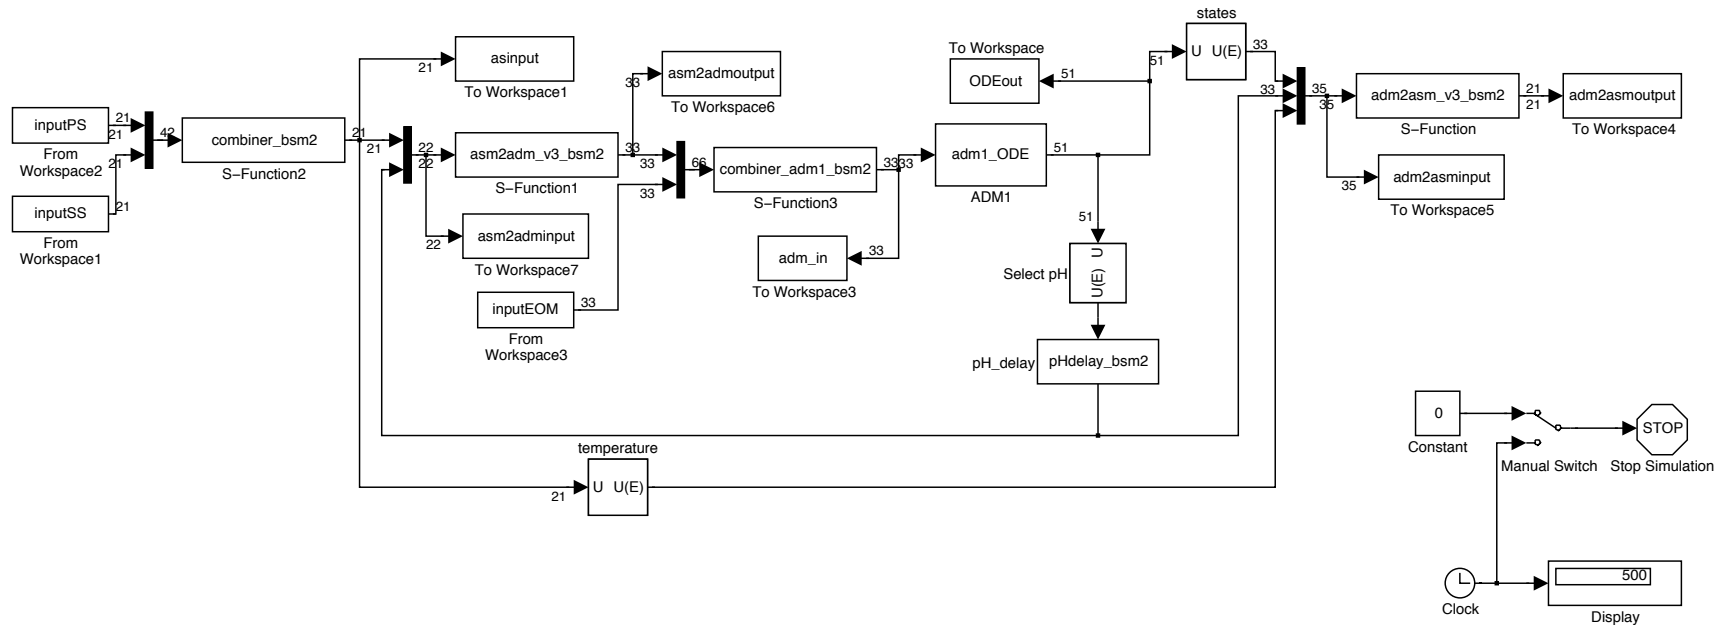 states
U U(E)
33
To Workspace
ODEout
51
51
asinput
To Workspace1
21
asm2admoutput
To Workspace6
33
inputPS
From
Workspace2
21
21
inputSS
From
Workspace1
21
21
42
combiner_bsm2
S−Function2
21
21
22
22
asm2adm_v3_bsm2
S−Function1
33
33
asm2adminput
To Workspace7
22
inputEOM
From
Workspace3
33
33
66
combiner_adm1_bsm2
S−Function3
33
33
adm_in
To Workspace3
33
adm1_ODE
ADM1
51
51
Select pH
U U(E)
pH_delay
pHdelay_bsm2
33
35
35
adm2asm_v3_bsm2
S−Function
21
21
adm2asmoutput
To Workspace4
adm2asminput
To Workspace5
35
temperature
U U(E)
21
0
Constant
Manual Switch
STOP
Stop Simulation
Clock
500
Display